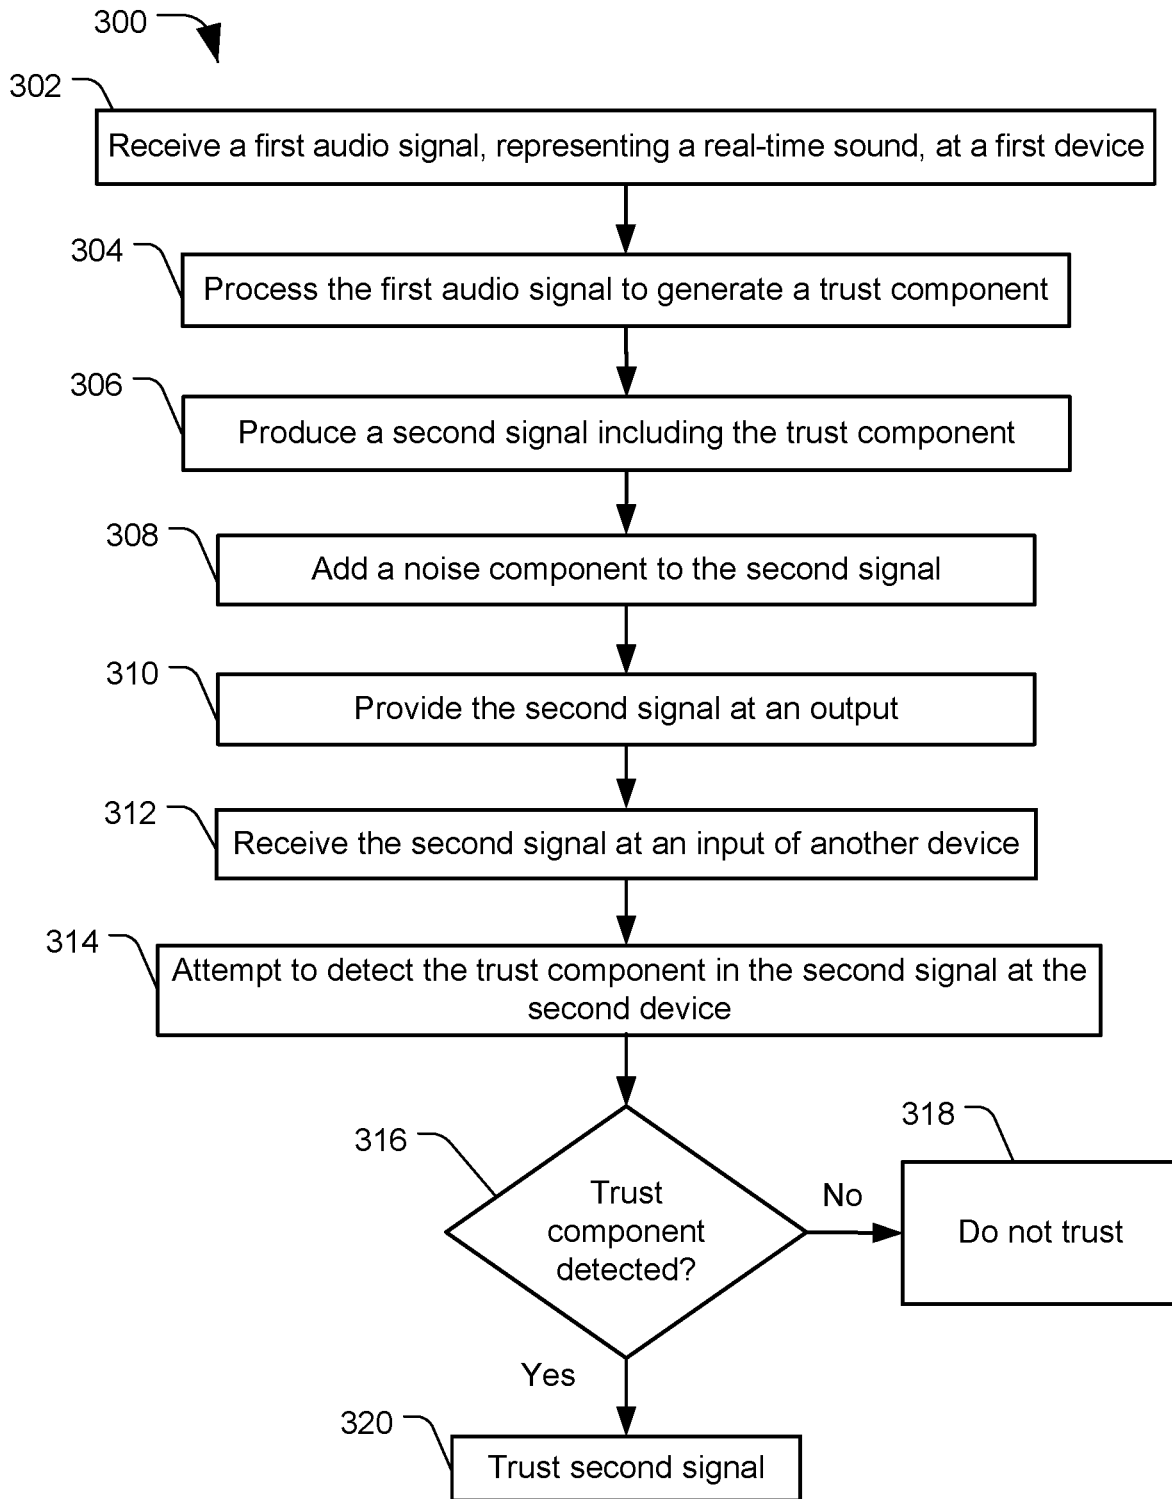 300
302
Receive a first audio signal, representing a real-time sound, at a first device
304
Process the first audio signal to generate a trust component
306
Produce a second signal including the trust component
308
Add a noise component to the second signal
310
Provide the second signal at an output
312
Receive the second signal at an input of another device
314
Attempt to detect the trust component in the second signal at the
second device
316
Trust
component
detected?
No
318
Do not trust
Yes
320
Trust second signal